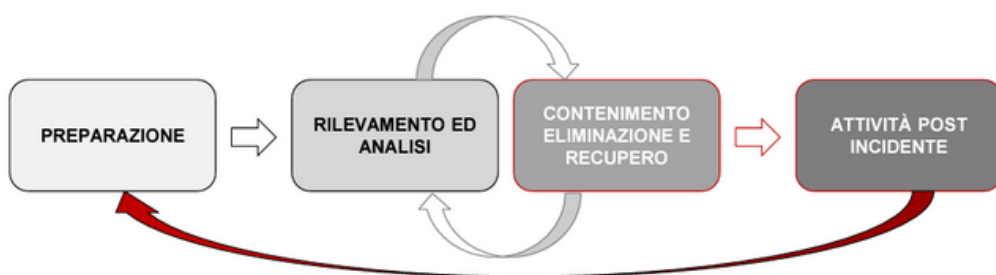 PREPARAZIONE
RILEVAMENTO ED
ANALISI
CONTENIMENTO
ELIMINAZIONE E
RECUPERO
ATTIVITÀ POST
INCIDENTE